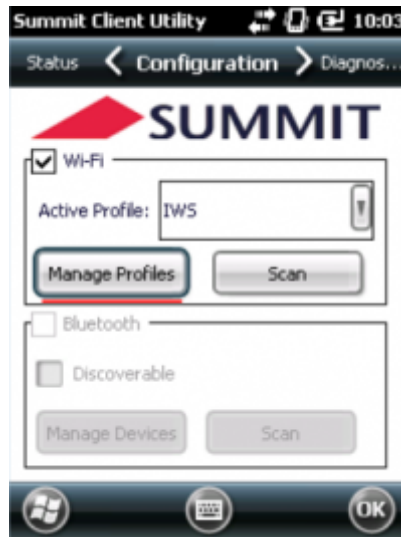 Summit Client Utility 10:03
Status Configuration Diagnos...
SUMMIT
Wi-Fi
Active Profile: IWS
Manage Profiles Scan
Bluetooth
Discoverable
Manage Devices Scan
OK